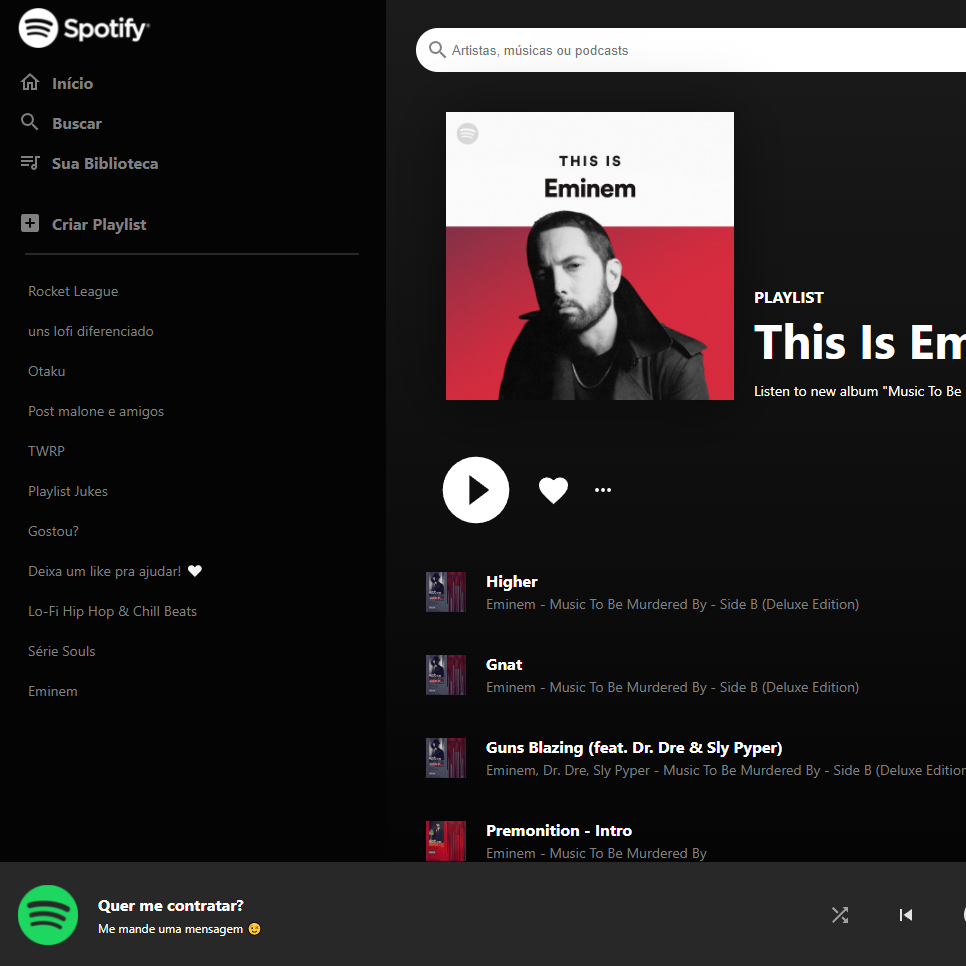 Spotify
Início
Buscar
Sua Biblioteca
Criar Playlist
Rocket League
uns lofi diferenciado
Otaku
Post malone e amigos
TWRP
Playlist Jukes
Gostou?
Deixa um like pra ajudar! 🤍
Lo-Fi Hip Hop & Chill Beats
Série Souls
Eminem
Artistas, músicas ou podcasts
THIS IS
Eminem
PLAYLIST
This Is Em
Listen to new album "Music To Be
Higher
Eminem - Music To Be Murdered By - Side B (Deluxe Edition)
Gnat
Eminem - Music To Be Murdered By - Side B (Deluxe Edition)
Guns Blazing (feat. Dr. Dre & Sly Pyper)
Eminem, Dr. Dre, Sly Pyper - Music To Be Murdered By - Side B (Deluxe Edition
Premonition - Intro
Eminem - Music To Be Murdered By
Quer me contratar?
Me mande uma mensagem 😉